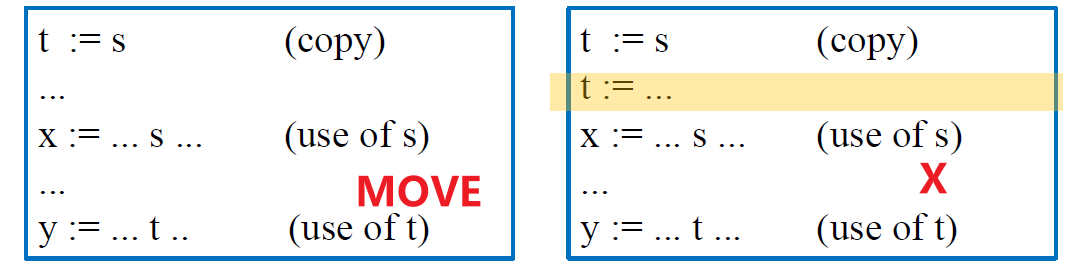 t := s (copy)
...
x := ... s ... (use of s)
...
MOVE
y := ... t .. (use of t)
t := s (copy)
t := ...
x := ... s ... (use of s)
...
X
y := ... t ... (use of t)